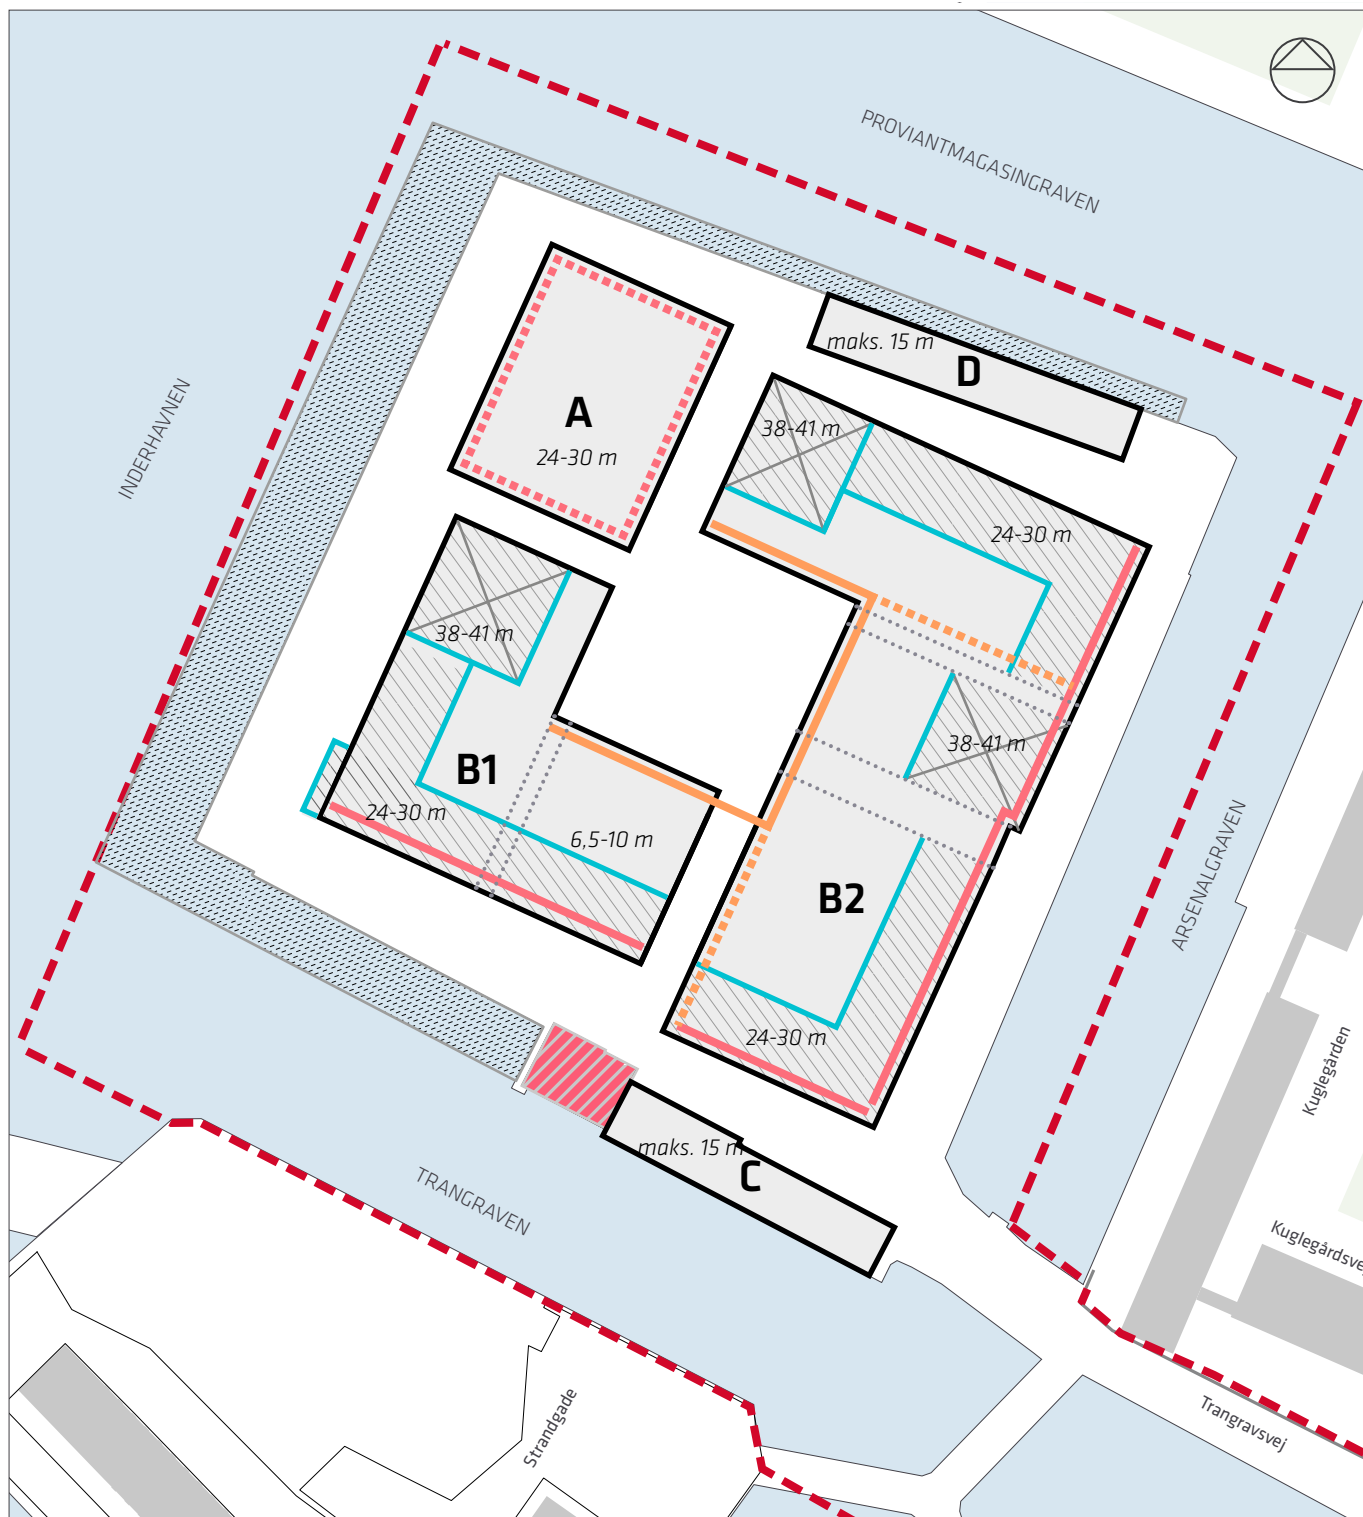 PROVIANTMAGASINGRAVEN
INDERHAVNEN
maks. 15 m
D
A
24-30 m
38-41 m
24-30 m
38-41 m
38-41 m
B1
24-30 m
6,5-10 m
B2
24-30 m
ARSENALGRAVEN
Kuglegården
maks. 15 m
C
TRANGRAVEN
Kuglegårdsve
Strandgade
Trangravsvej